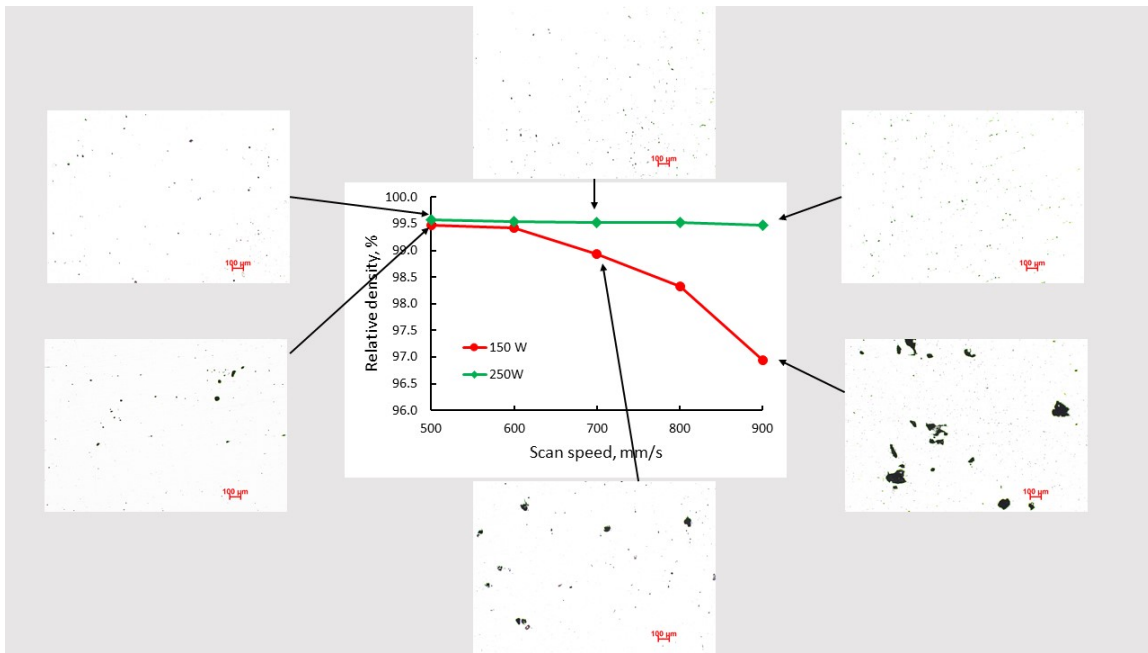 100 µm
100 µm
100 µm
100.0
99.5
99.0
98.5
98.0
97.5
97.0
96.5
96.0
Relative density, %
150 W
250W
500 600 700 800 900
Scan speed, mm/s
100 µm
100 µm
100 µm